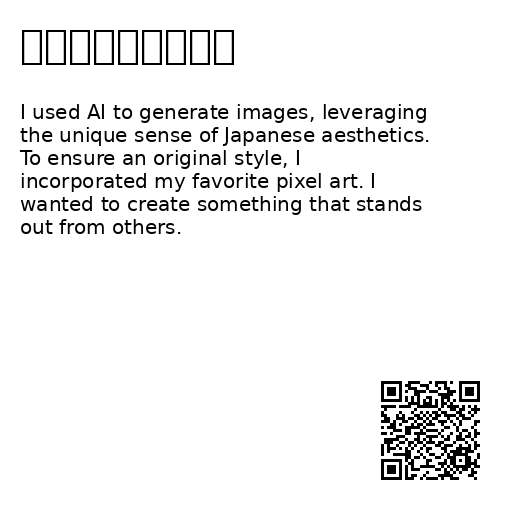 I used AI to generate images, leveraging
the unique sense of Japanese aesthetics.
To ensure an original style, I
incorporated my favorite pixel art. I
wanted to create something that stands
out from others.